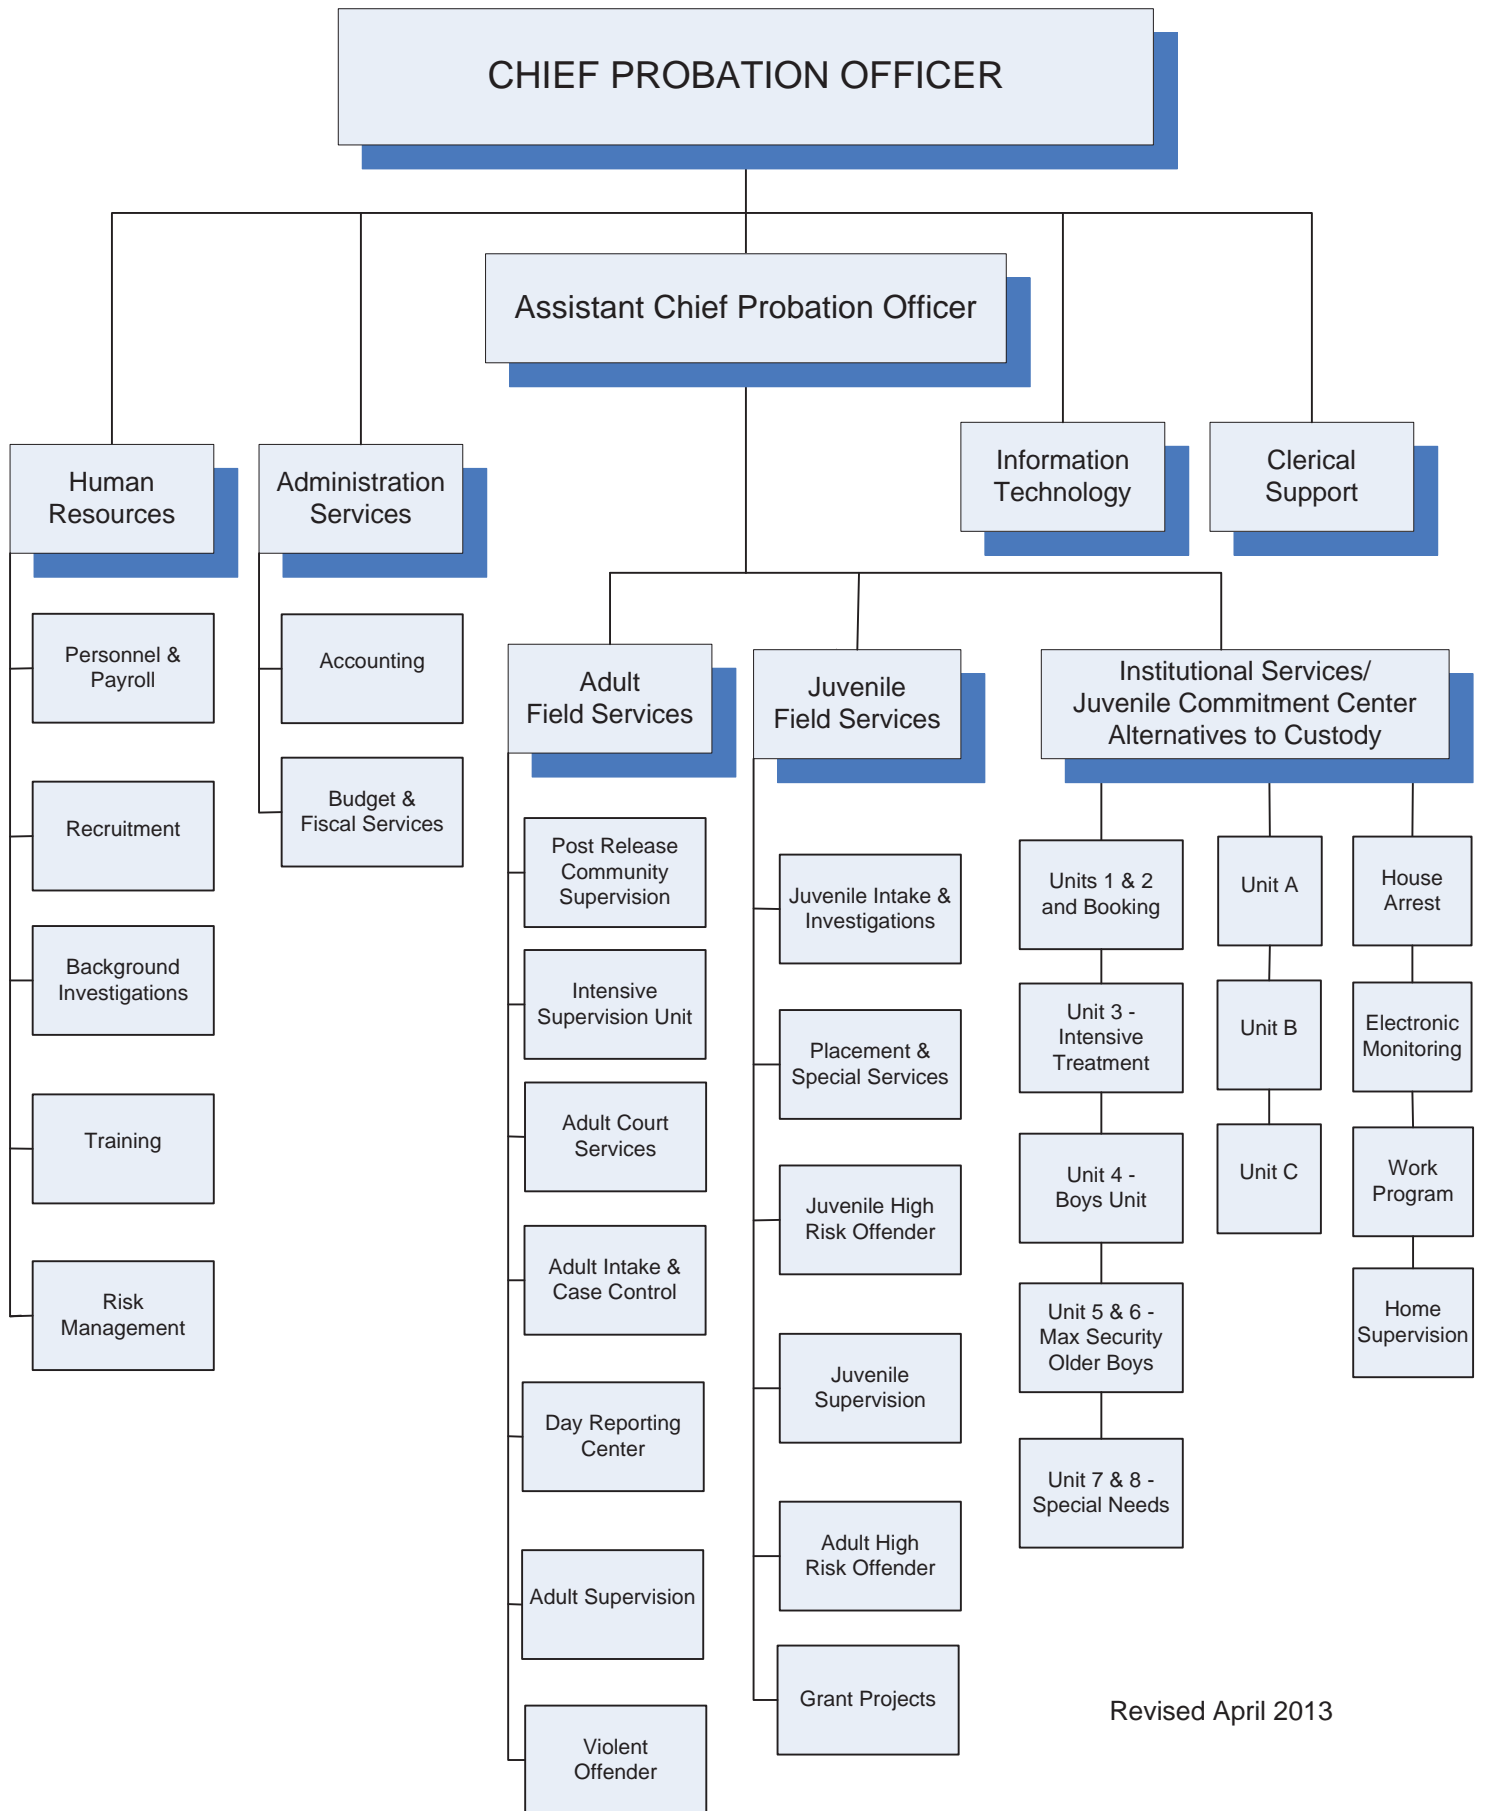 CHIEF PROBATION OFFICER
Assistant Chief Probation Officer
Human
Resources
Administration
Services
Information
Technology
Clerical
Support
Personnel &
Payroll
Recruitment
Background
Investigations
Training
Risk
Management
Accounting
Budget &
Fiscal Services
Adult
Field Services
Post Release
Community
Supervision
Intensive
Supervision Unit
Adult Court
Services
Adult Intake &
Case Control
Day Reporting
Center
Adult Supervision
Violent
Offender
Juvenile
Field Services
Juvenile Intake &
Investigations
Placement &
Special Services
Juvenile High
Risk Offender
Juvenile
Supervision
Adult High
Risk Offender
Grant Projects
Institutional Services/
Juvenile Commitment Center
Alternatives to Custody
Units 1 & 2
and Booking
Unit 3 -
Intensive
Treatment
Unit 4 -
Boys Unit
Unit 5 & 6 -
Max Security
Older Boys
Unit 7 & 8 -
Special Needs
Unit A
Unit B
Unit C
House
Arrest
Electronic
Monitoring
Work
Program
Home
Supervision
Revised April 2013